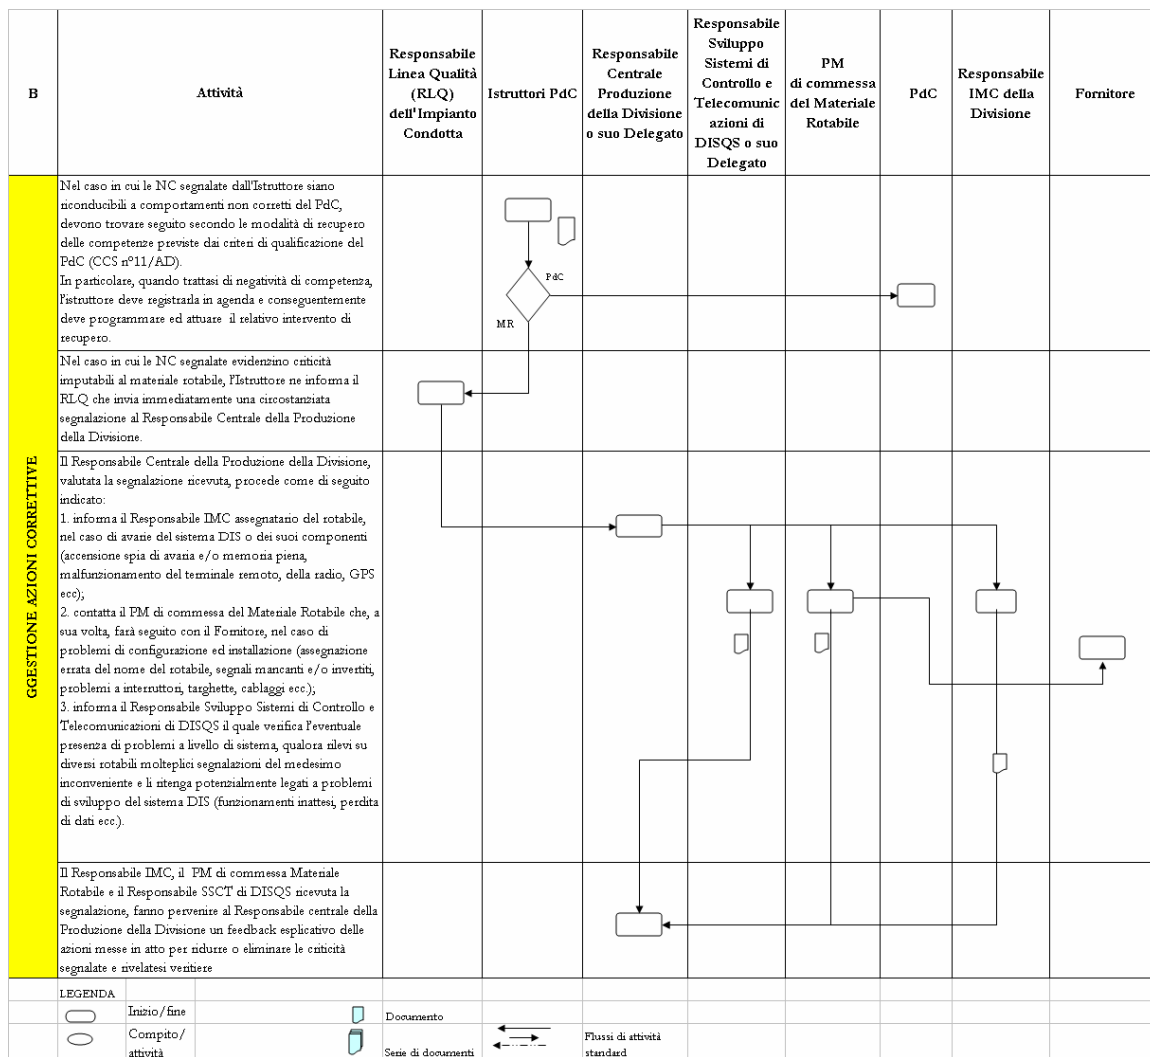 B
Attività
Responsabile
Linea Qualità
(RLQ)
dell'Impianto
Condotta
Istruttori PdC
Responsabile
Centrale
Produzione
della Divisione
o suo Delegato
Responsabile
Sviluppo
Sistemi di
Controllo e
Telecomunic
azioni di
DISQS o suo
Delegato
PM
di commessa
del Materiale
Rotabile
PdC
Responsabile
IMC della
Divisione
Fornitore
GGESTIONE AZIONI CORRETTIVE
Nel caso in cui le NC segnalate dall'Istruttore siano
riconducibili a comportamenti non corretti del PdC,
devono trovare seguito secondo le modalità di recupero
delle competenze previste dai criteri di qualificazione del
PdC (CCS n°11/AD).
In particolare, quando trattasi di negatività di competenza,
l'istruttore deve registrarla in agenda e conseguentemente
deve programmare ed attuare il relativo intervento di
recupero.
PdC
MR
Nel caso in cui le NC segnalate evidenzino criticità
imputabili al materiale rotabile, l'Istruttore ne informa il
RLQ che invia immediatamente una circostanziata
segnalazione al Responsabile Centrale della Produzione
della Divisione.
Il Responsabile Centrale della Produzione della Divisione,
valutata la segnalazione ricevuta, procede come di seguito
indicato:
1. informa il Responsabile IMC assegnatario del rotabile,
nel caso di avarie del sistema DIS o dei suoi componenti
(accensione spia di avaria e/o memoria piena,
malfunzionamento del terminale remoto, della radio, GPS
ecc);
2. contatta il PM di commessa del Materiale Rotabile che, a
sua volta, farà seguito con il Fornitore, nel caso di
problemi di configurazione ed installazione (assegnazione
errata del nome del rotabile, segnali mancanti e/o invertiti,
problemi a interruttori, targhette, cablaggi ecc.);
3. informa il Responsabile Sviluppo Sistemi di Controllo e
Telecomunicazioni di DISQS il quale verifica l'eventuale
presenza di problemi a livello di sistema, qualora rilevi su
diversi rotabili molteplici segnalazioni del medesimo
inconveniente e li ritenga potenzialmente legati a problemi
di sviluppo del sistema DIS (funzionamenti inattesi, perdita
di dati ecc.).
Il Responsabile IMC, il PM di commessa Materiale
Rotabile e il Responsabile SSCT di DISQS ricevuta la
segnalazione, fanno pervenire al Responsabile centrale della
Produzione della Divisione un feedback esplicativo delle
azioni messe in atto per ridurre o eliminare le criticità
segnalate e rivelatesi veritiere
LEGENDA
Inizio/fine
Documento
Compito/
attività
Serie di documenti
Flussi di attività
standard